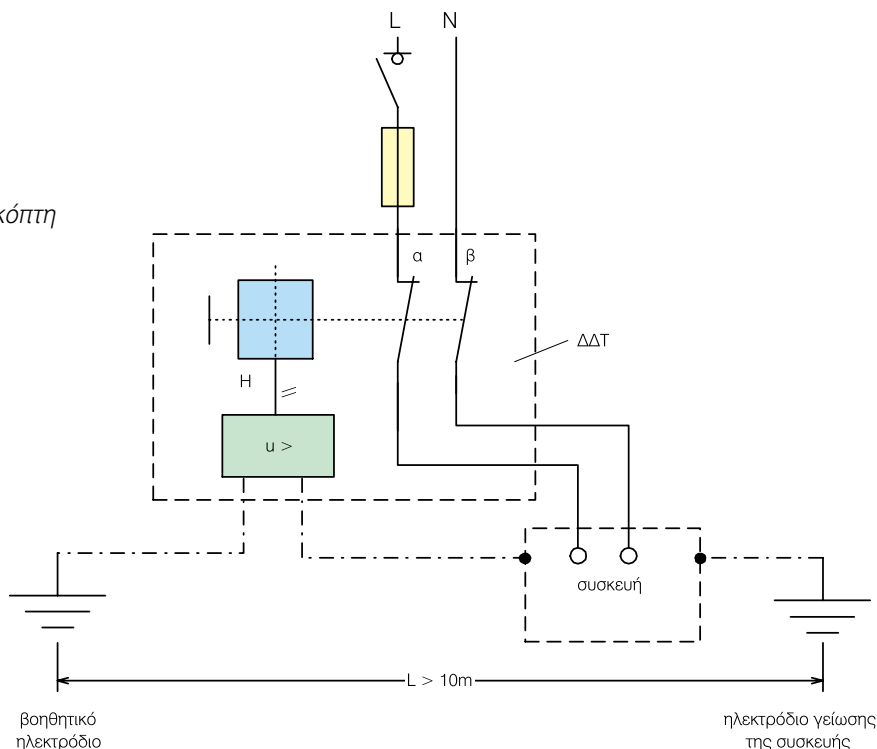 L N
κόπτη
α β
ΔΔΤ
H
u >
συσκευή
L > 10m
βοηθητικό
ηλεκτρόδιο
ηλεκτρόδιο γείωσης
της συσκευής